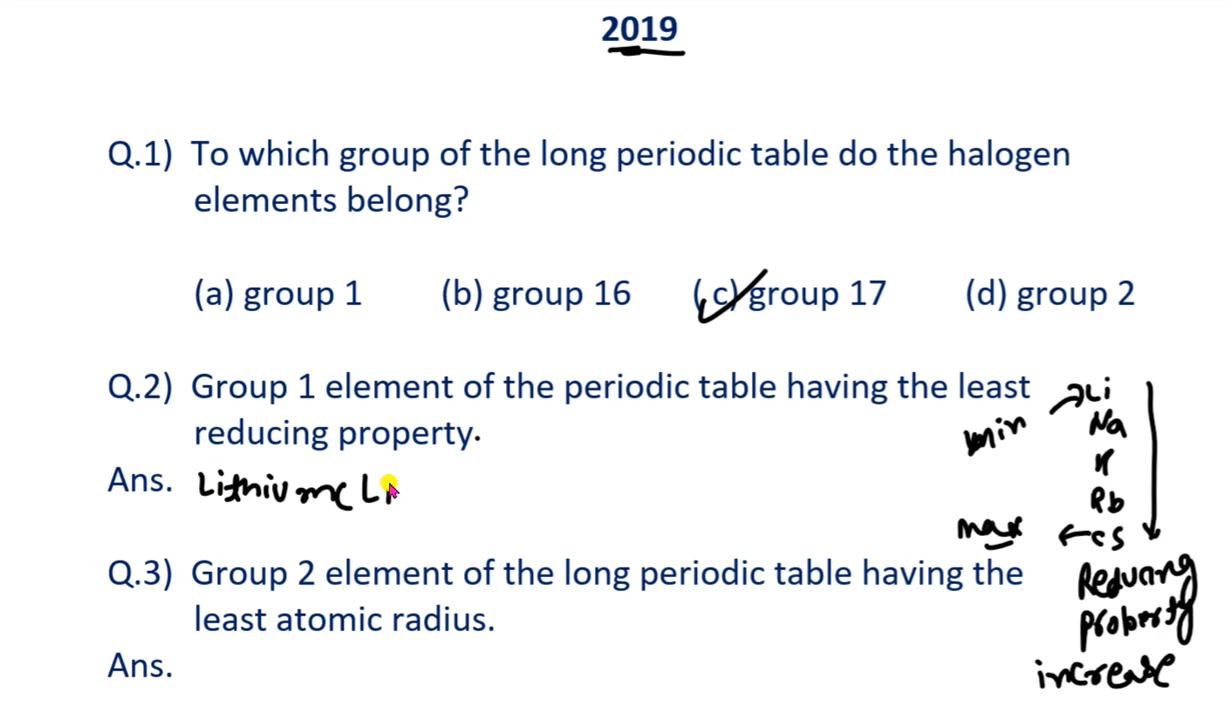 2019
Q.1) To which group of the long periodic table do the halogen
elements belong?
(a) group 1 (b) group 16 (c) group 17 (d) group 2
Q.2) Group 1 element of the periodic table having the least
reducing property.
Ans. Lithium( Li
min Li
Na
K
Rb
max Cs
Reducing
property
increase
Q.3) Group 2 element of the long periodic table having the
least atomic radius.
Ans.